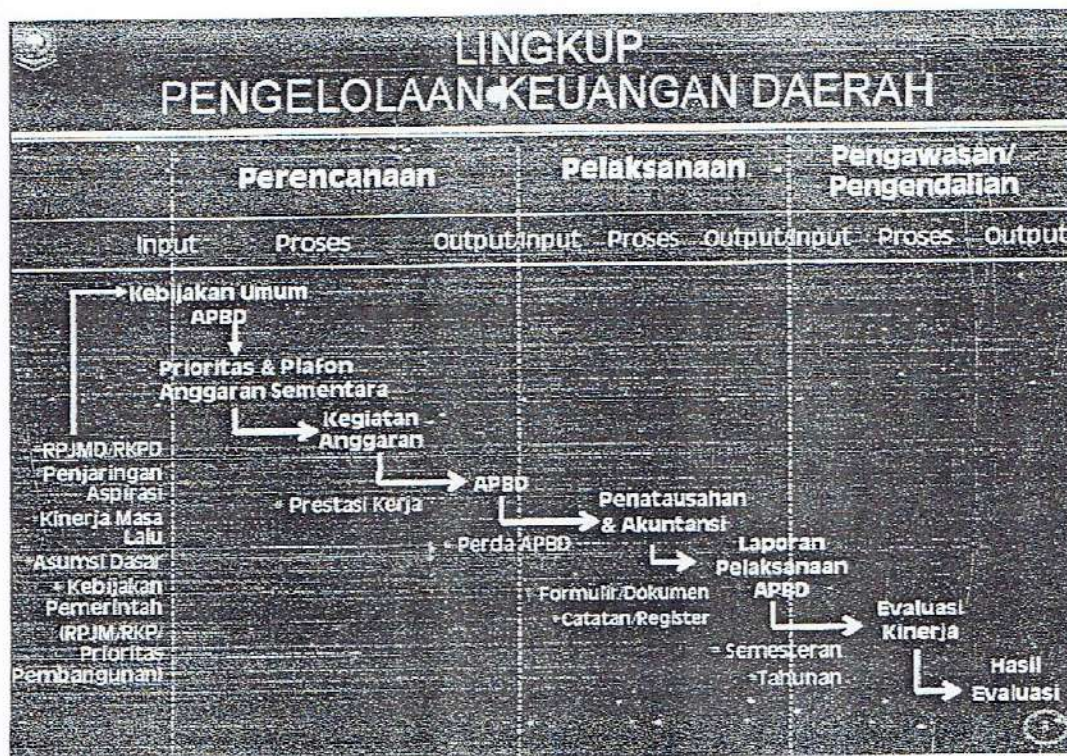 LINGKUP
PENGELOLAAN KEUANGAN DAERAH
Perencanaan
Pelaksanaan
Pengawasan/
Pengendalian
Input
Proses
Output/Input
Proses
Output/Input
Proses
Output
Kebijakan Umum
APBD
Prioritas & Plafon
Anggaran Sementara
Kegiatan
Anggaran
RPJMD/RKPD
Penjaringan
Aspirasi
Kinerja Masa
Lalu
Asumsi Dasar
Kebijakan
Pemerintah
(RPJM/RKP/
Prioritas
Pembangunan)
Prestasi Kerja
APBD
Perda APBD
Penatausahan
& Akuntansi
Formulir/Dokumen
Catatan/Register
Laporan
Pelaksanaan
APBD
Semesteran
Tahunan
Evaluasi
Kinerja
Hasil
Evaluasi